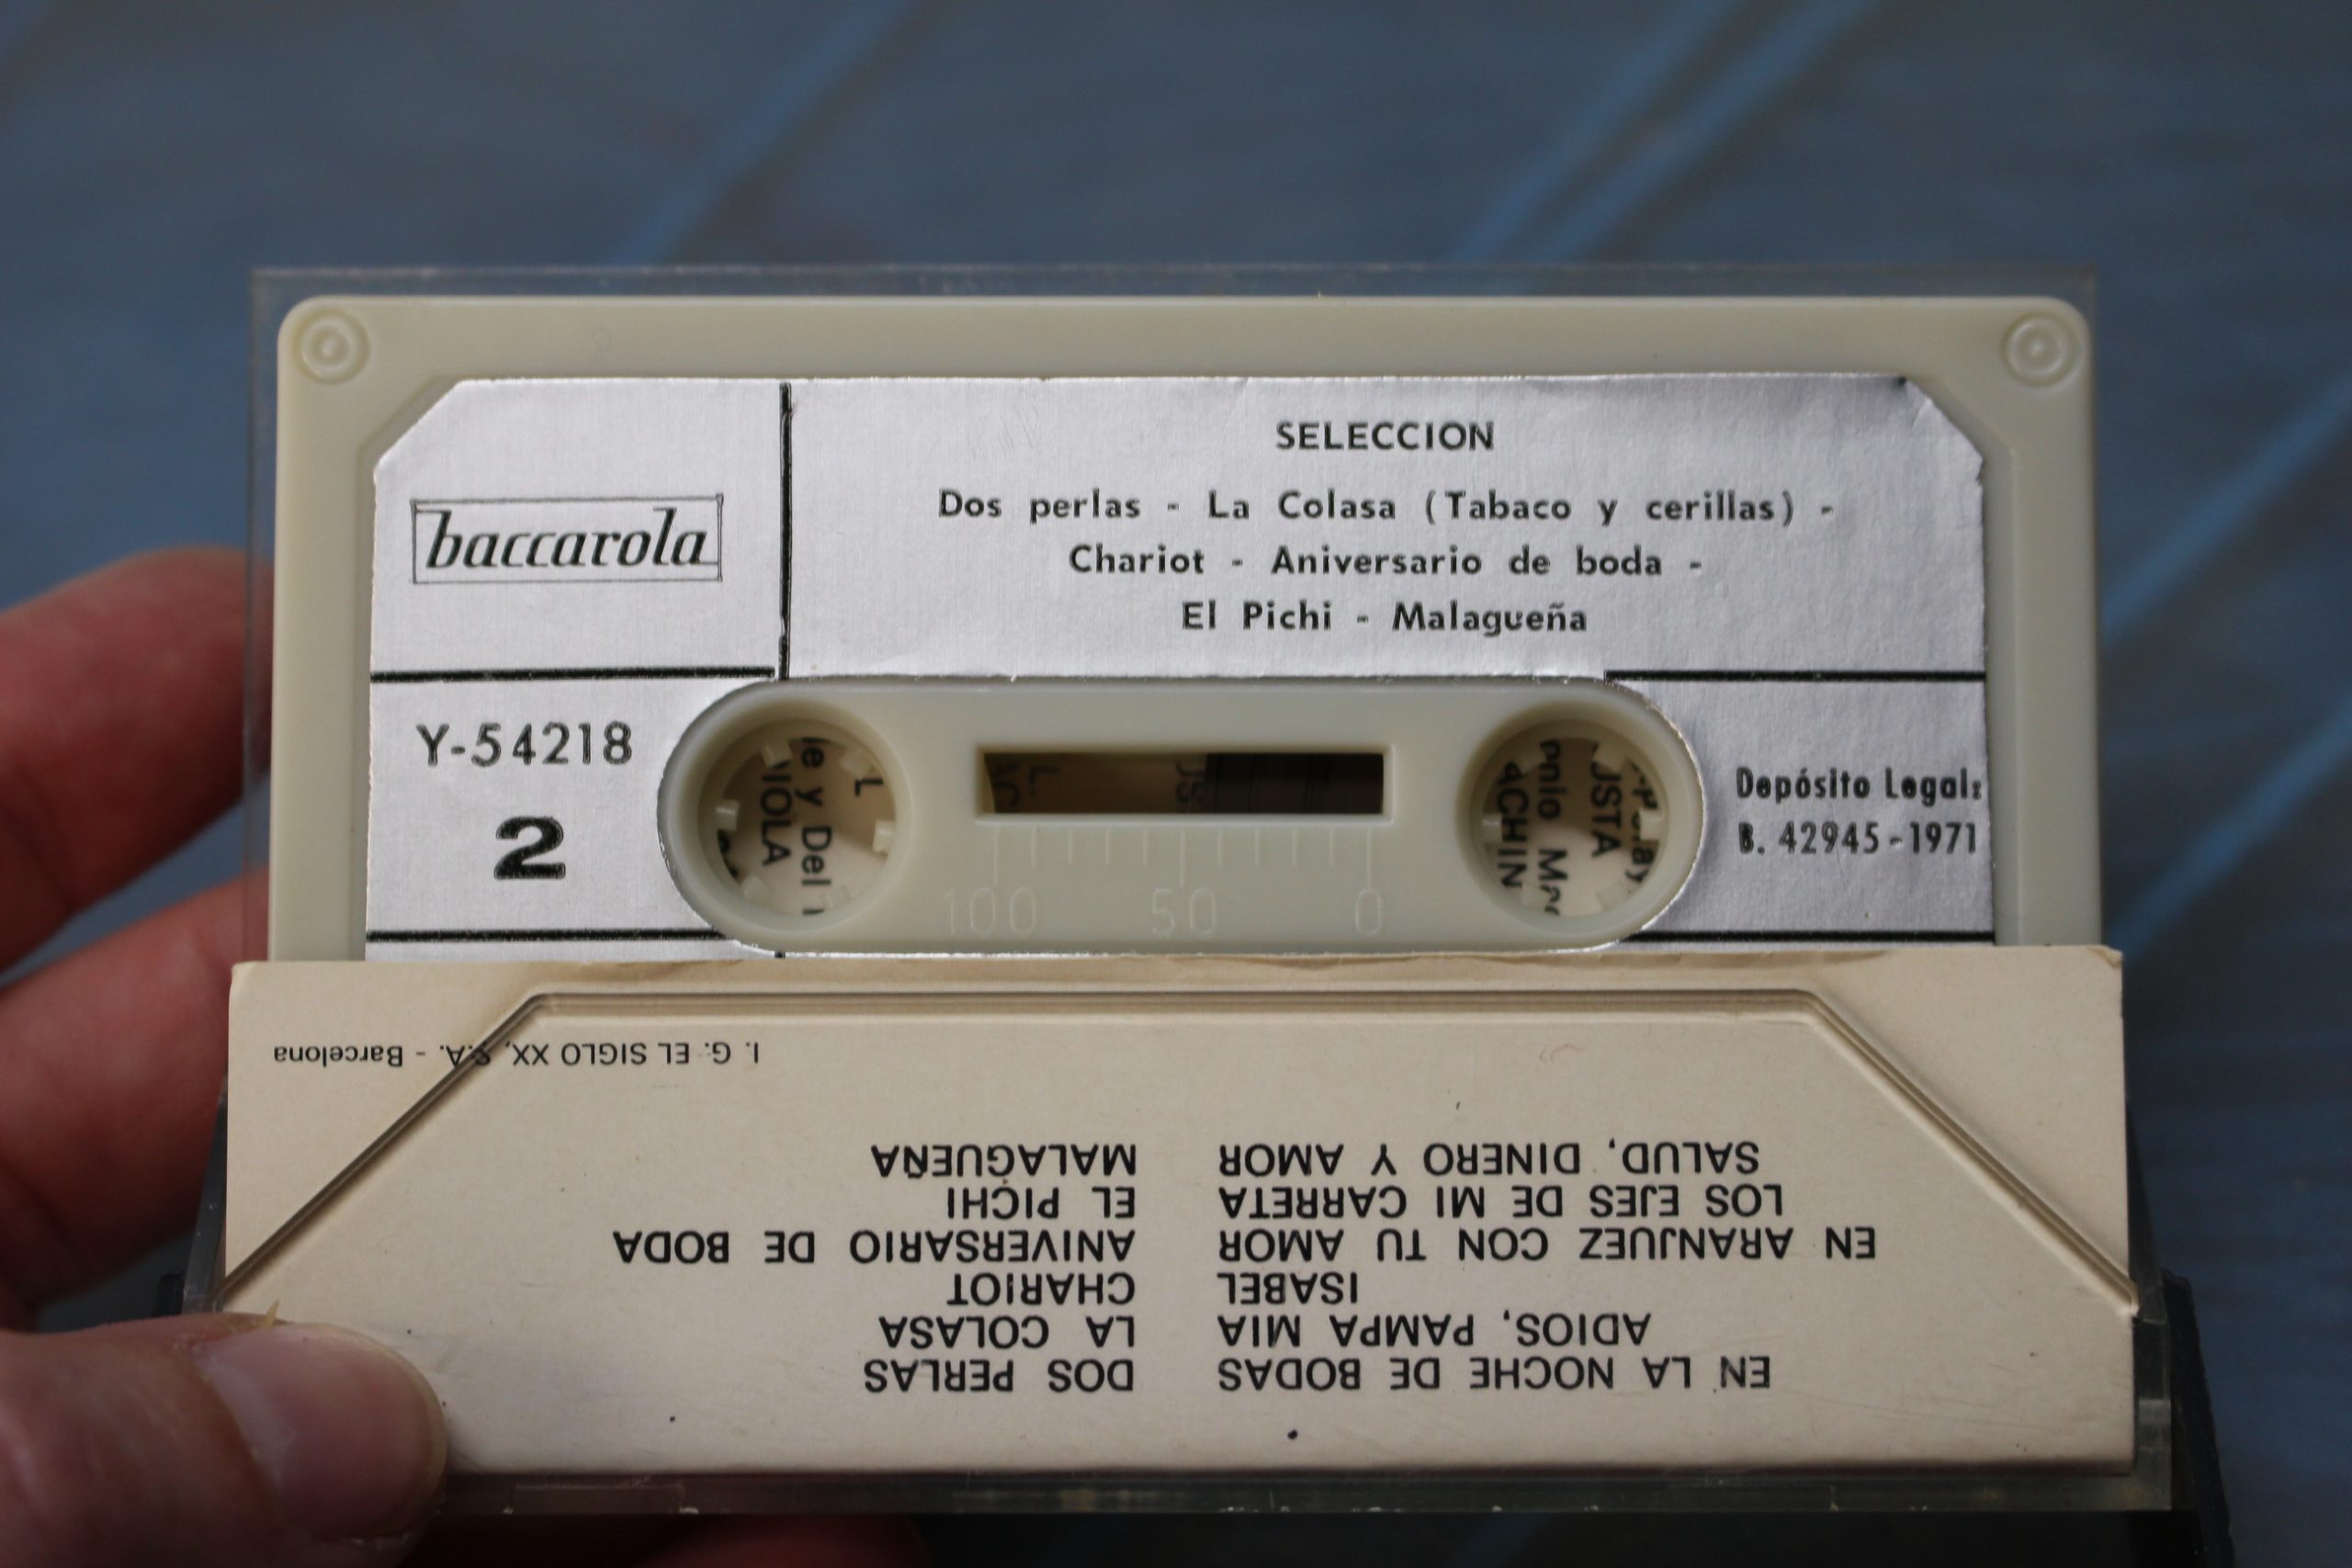 SELECCION
Dos perlas - La Colasa (Tabaco y cerillas) -
Chariot - Aniversario de boda -
El Pichi - Malagueña
baccarola
Y-54218
2
Depósito Legal:
B. 42945-1971
100 50 0
y Del
EN LA NOCHE DE BODAS
ADIOS, PAMPA MIA
ISABEL
EN ARANJUEZ CON TU AMOR
LOS EJES DE MI CARRETA
SALUD, DINERO Y AMOR
DOS PERLAS
LA COLASA
CHARIOT
ANIVERSARIO DE BODA
EL PICHI
MALAGUEÑA
I. G. EL SIGLO XX, S.A. - Barcelona